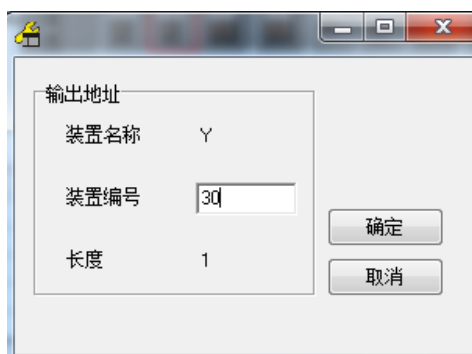 输出地址
装置名称 Y
装置编号 30
长度 1
确定
取消